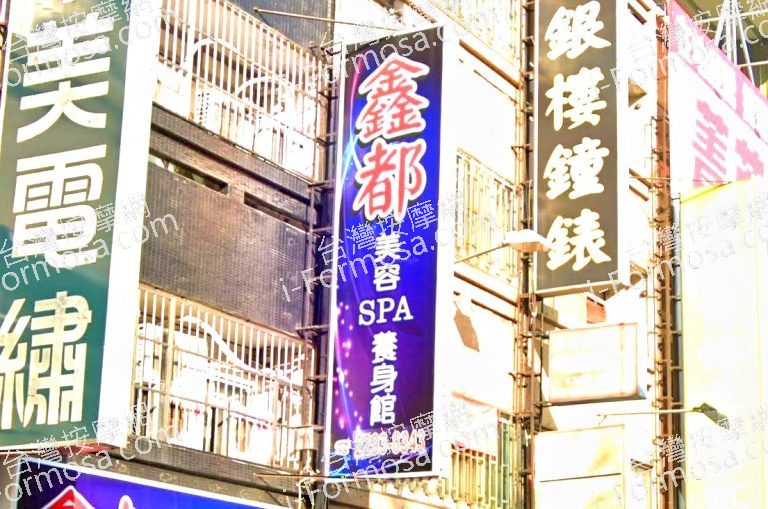 美電繡
鑫都
美容
SPA
養身館
銀樓鐘錶
台灣按摩網
i-Formosa.com